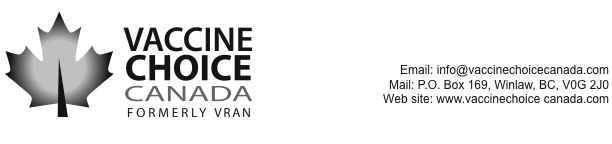 VACCINE
CHOICE
CANADA
FORMERLY VRAN
Email: info@vaccinechoicecanada.com
Mail: P.O. Box 169, Winlaw, BC, V0G 2J0
Web site: www.vaccinechoice canada.com